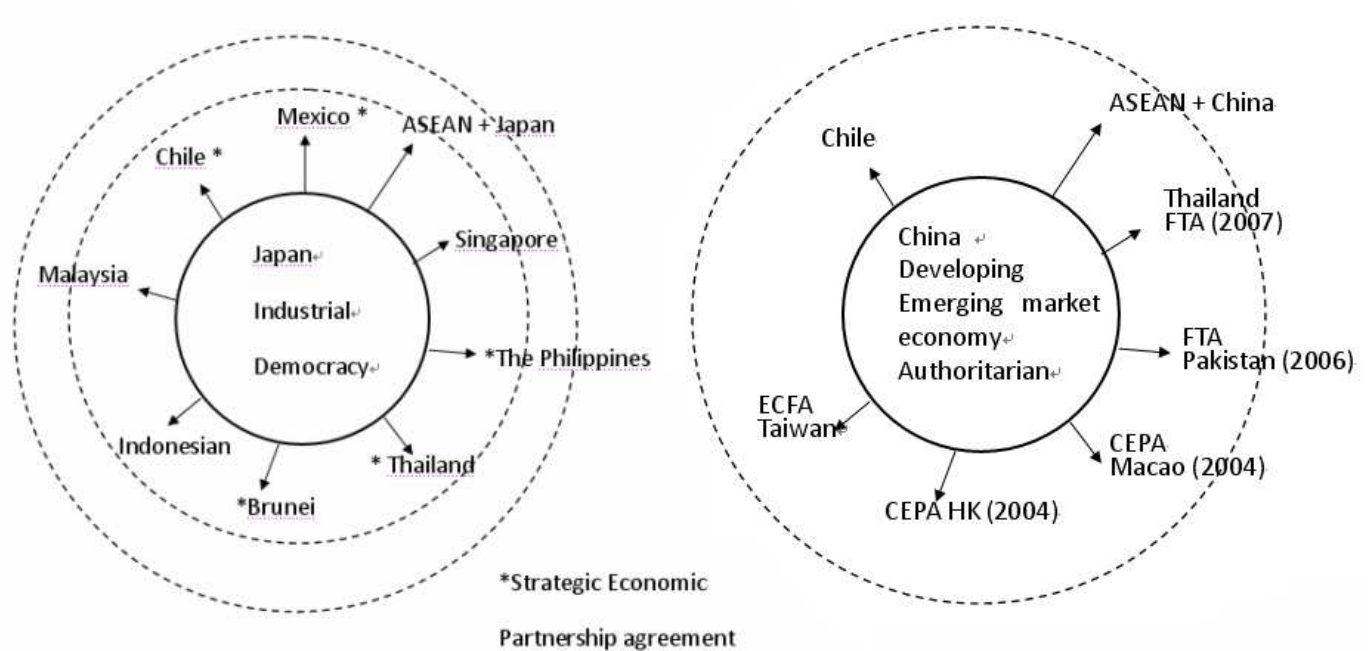 Mexico *
ASEAN + Japan
Chile *
Singapore
Malaysia
Japan
Industrial
Democracy
*The Philippines
Indonesian
* Thailand
*Brunei
*Strategic Economic
Partnership agreement
ASEAN + China
Chile
Thailand
FTA (2007)
China
Developing
Emerging market
economy
Authoritarian
FTA
Pakistan (2006)
ECFA
Taiwan
CEPA
Macao (2004)
CEPA HK (2004)